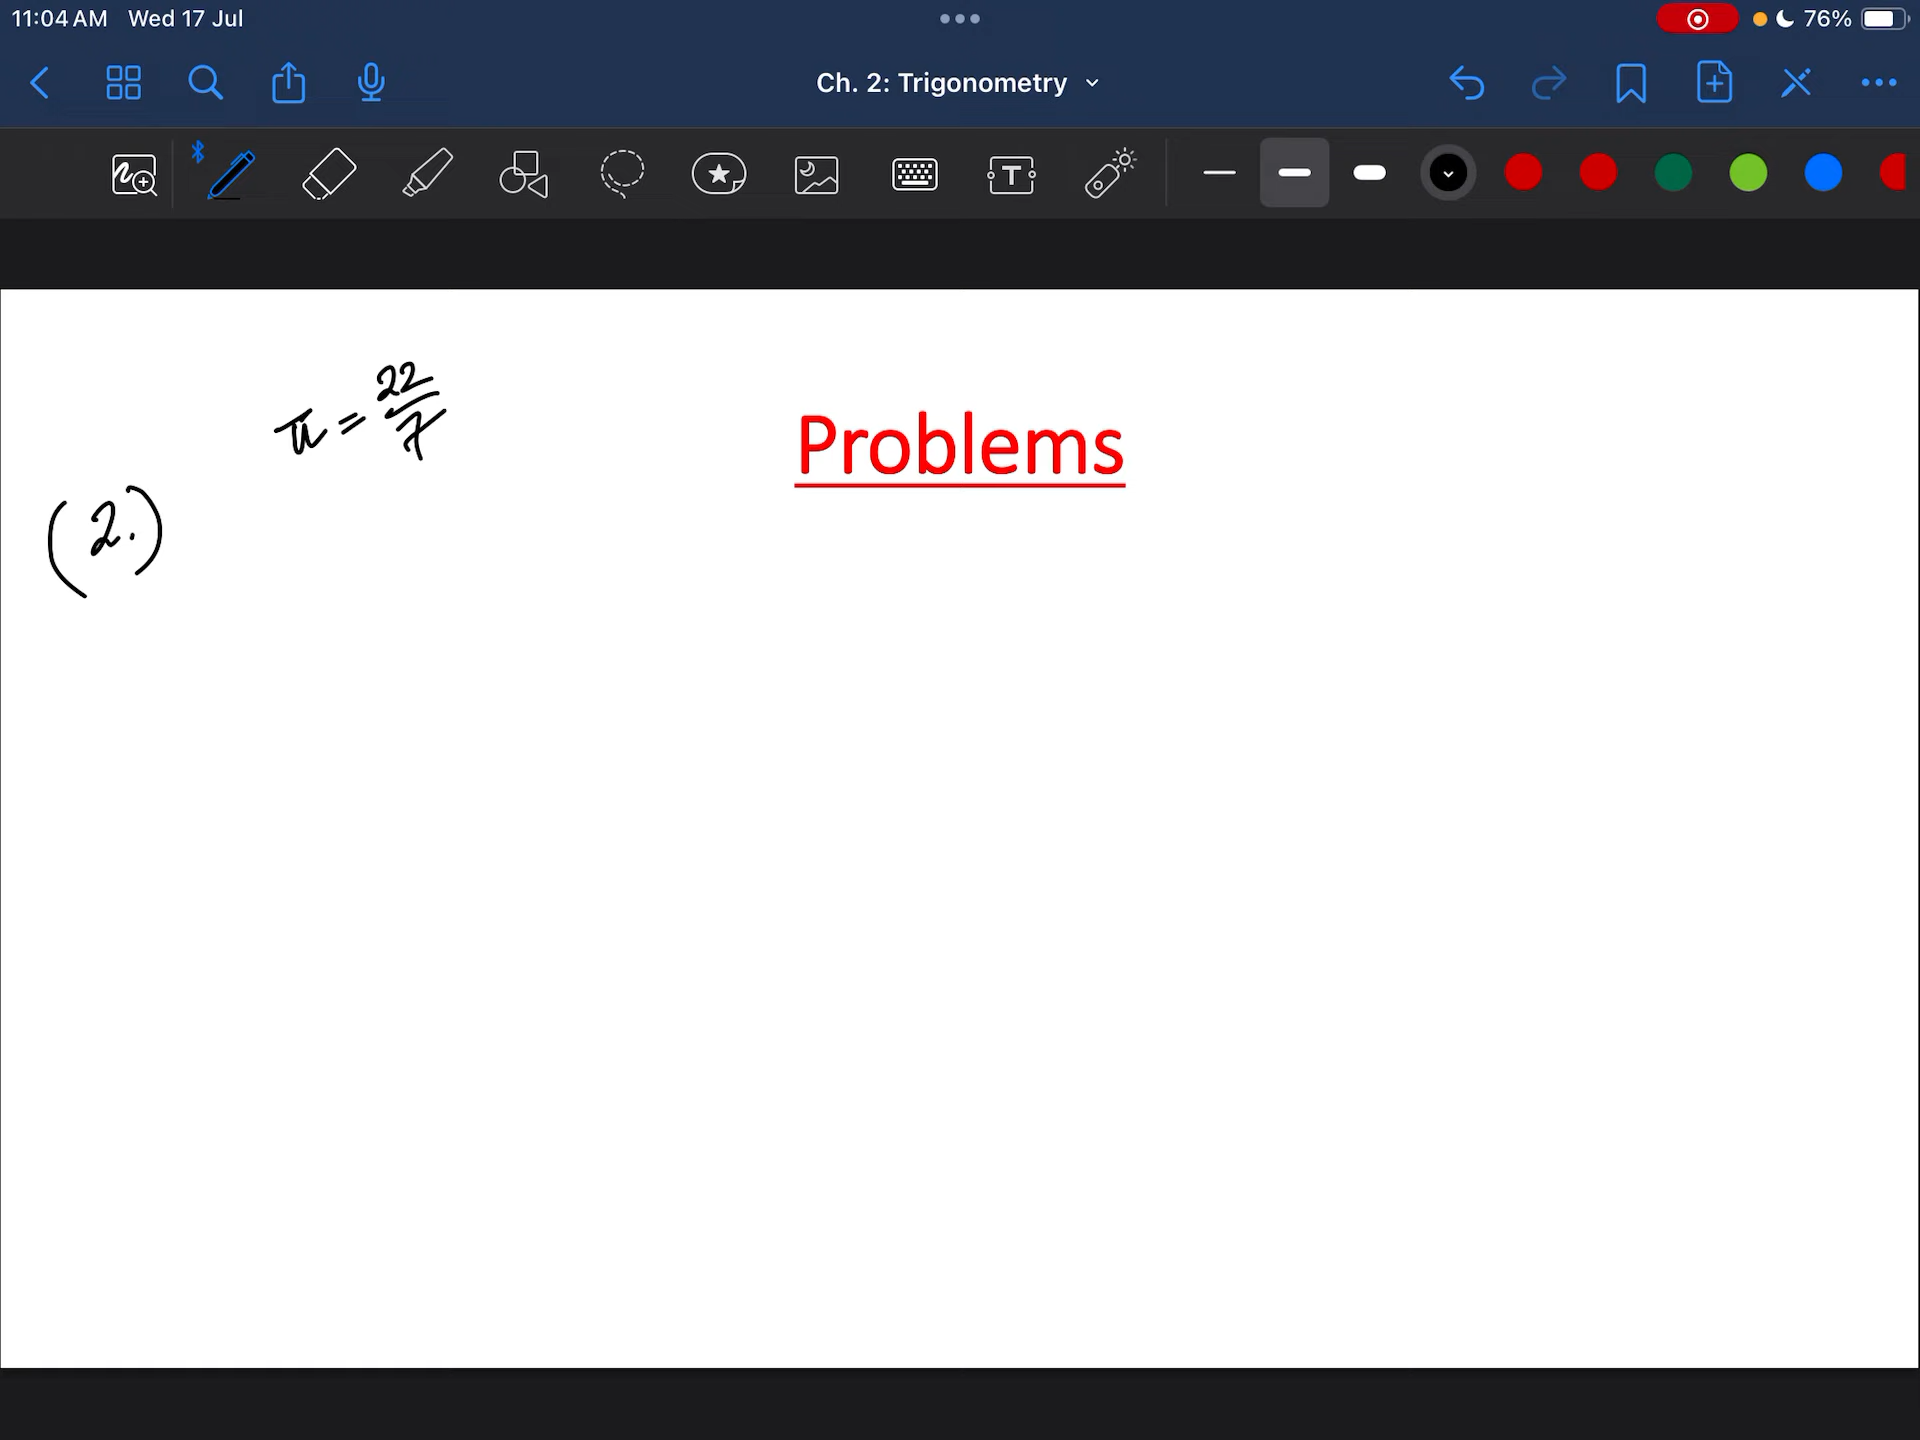 11:04 AM Wed 17 Jul
76%
Ch. 2: Trigonometry
T
π = 22/7
Problems
(2.)